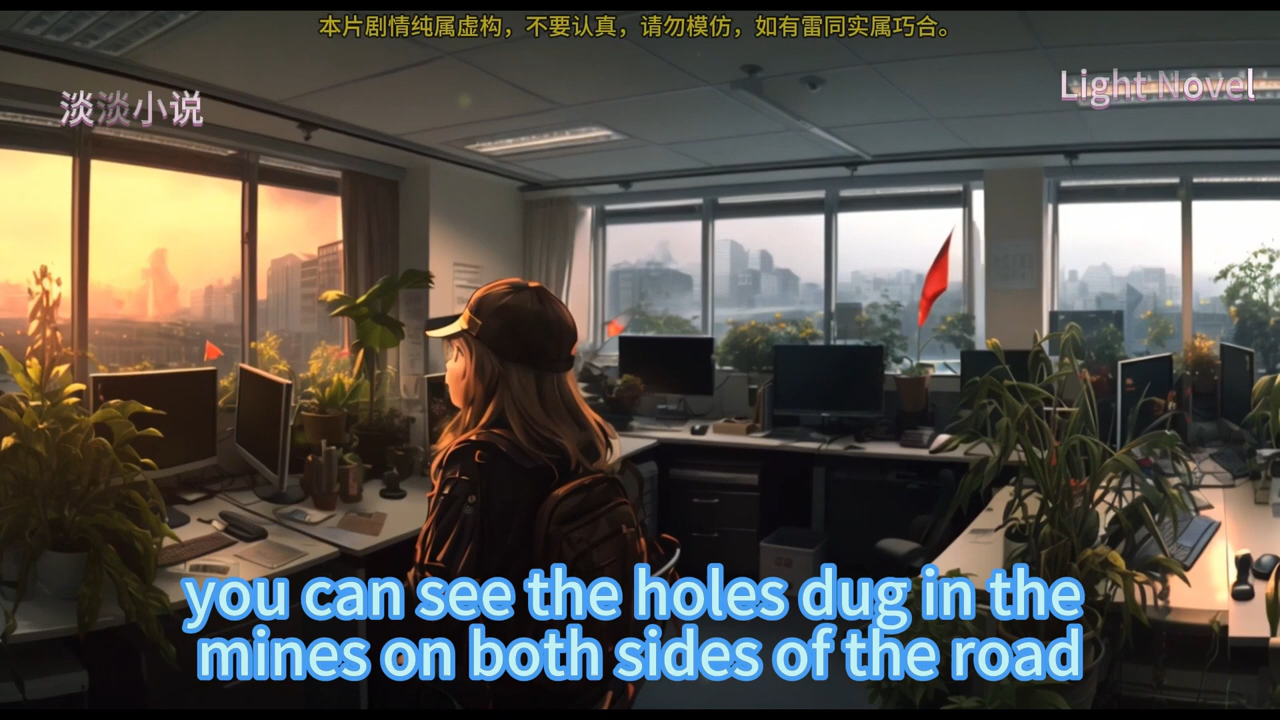 本片剧情纯属虚构，不要认真，请勿模仿，如有雷同实属巧合。
淡淡小说
Light Novel
you can see the holes dug in the
mines on both sides of the road